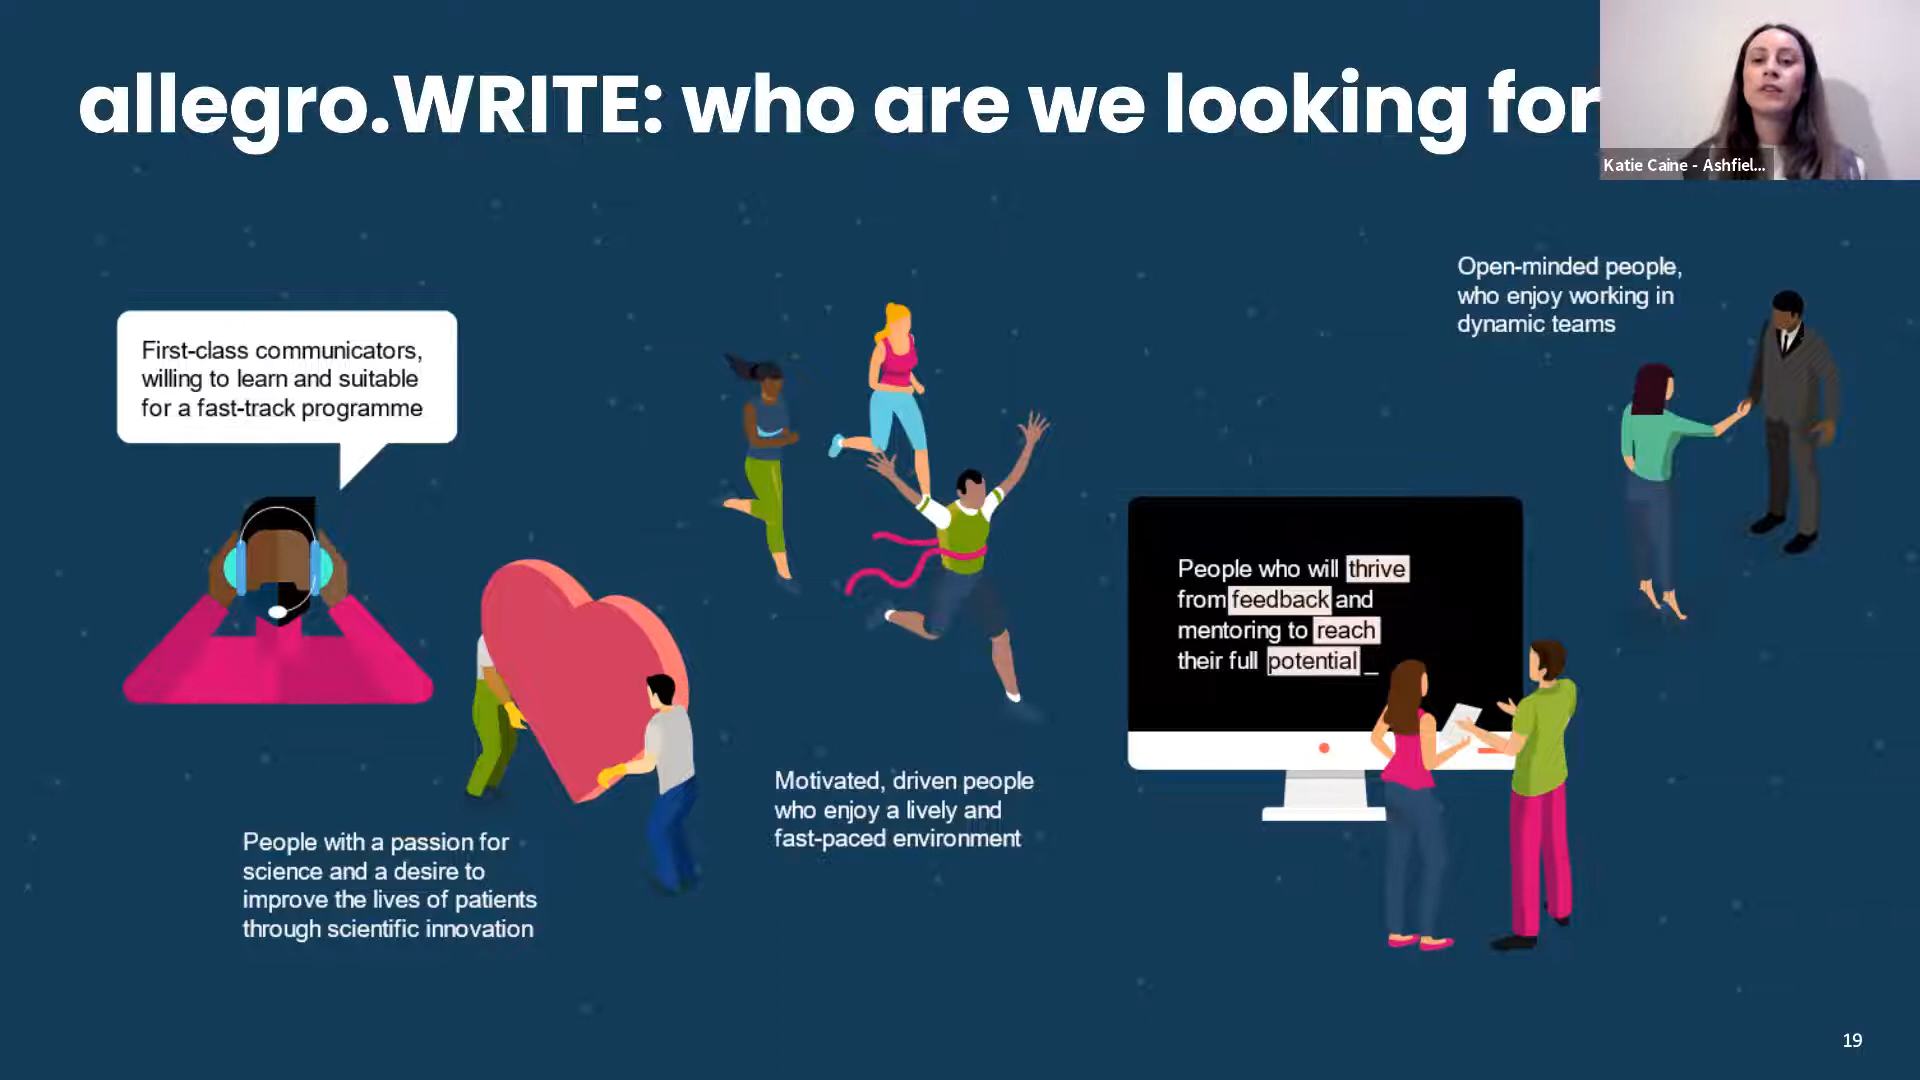 allegro.WRITE: who are we looking for
Katie Caine - Ashfiel...
First-class communicators,
willing to learn and suitable
for a fast-track programme
People with a passion for
science and a desire to
improve the lives of patients
through scientific innovation
Motivated, driven people
who enjoy a lively and
fast-paced environment
People who will thrive
from feedback and
mentoring to reach
their full potential _
Open-minded people,
who enjoy working in
dynamic teams
19